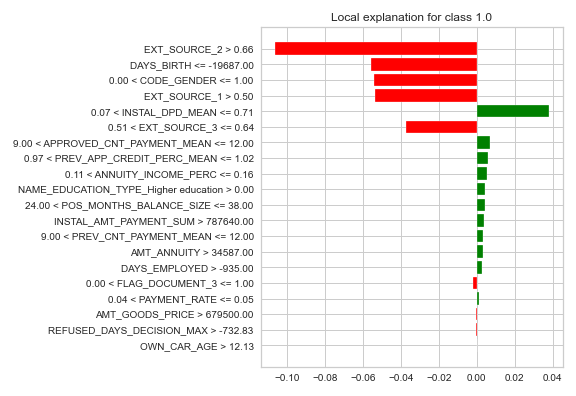 Local explanation for class 1.0
EXT_SOURCE_2 > 0.66
DAYS_BIRTH <= -19687.00
0.00 < CODE_GENDER <= 1.00
EXT_SOURCE_1 > 0.50
0.07 < INSTAL_DPD_MEAN <= 0.71
0.51 < EXT_SOURCE_3 <= 0.64
9.00 < APPROVED_CNT_PAYMENT_MEAN <= 12.00
0.97 < PREV_APP_CREDIT_PERC_MEAN <= 1.02
0.11 < ANNUITY_INCOME_PERC <= 0.16
NAME_EDUCATION_TYPE_Higher education > 0.00
24.00 < POS_MONTHS_BALANCE_SIZE <= 38.00
INSTAL_AMT_PAYMENT_SUM > 787640.00
9.00 < PREV_CNT_PAYMENT_MEAN <= 12.00
AMT_ANNUITY > 34587.00
DAYS_EMPLOYED > -935.00
0.00 < FLAG_DOCUMENT_3 <= 1.00
0.04 < PAYMENT_RATE <= 0.05
AMT_GOODS_PRICE > 679500.00
REFUSED_DAYS_DECISION_MAX > -732.83
OWN_CAR_AGE > 12.13
−0.10 −0.08 −0.06 −0.04 −0.02 0.00 0.02 0.04